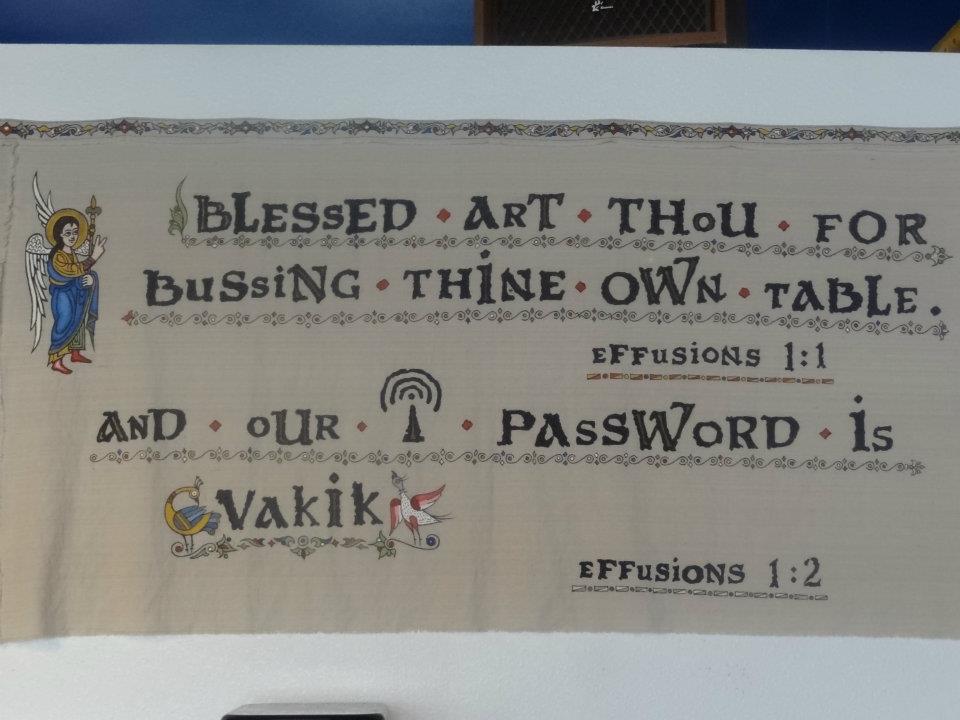 BLESSED · ART · THOU · FOR
BUSSING · THINE · OWN · TABLE.
EFFUSIONS 1:1
AND · OUR · · PASSWORD · IS
VAKIK
EFFUSIONS 1:2